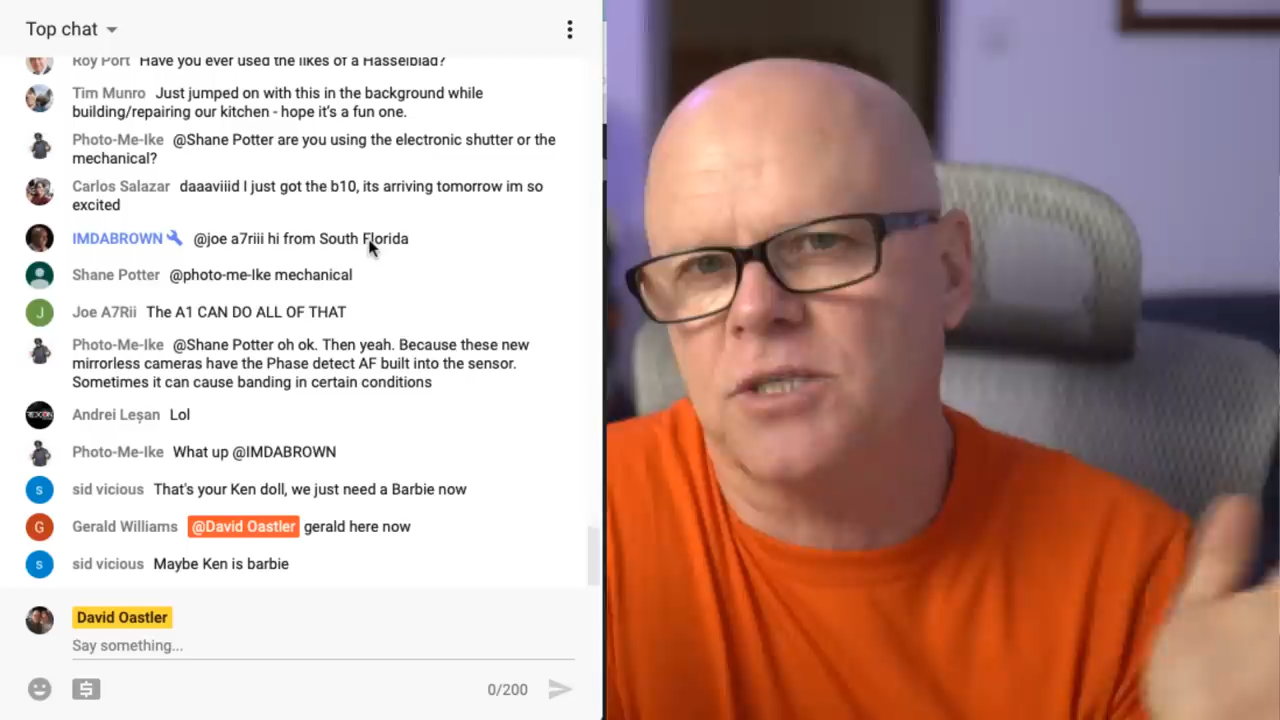 Top chat
Roy Port Have you ever used the likes of a Hasselblad?
Tim Munro Just jumped on with this in the background while
building/repairing our kitchen - hope it's a fun one.
Photo-Me-Ike @Shane Potter are you using the electronic shutter or the
mechanical?
Carlos Salazar daaaviiid I just got the b10, its arriving tomorrow im so
excited
IMDABROWN @joe a7riii hi from South Florida
Shane Potter @photo-me-Ike mechanical
J Joe A7Rii The A1 CAN DO ALL OF THAT
Photo-Me-Ike @Shane Potter oh ok. Then yeah. Because these new
mirrorless cameras have the Phase detect AF built into the sensor.
Sometimes it can cause banding in certain conditions
Andrei Leșan Lol
Photo-Me-Ike What up @IMDABROWN
s sid vicious That's your Ken doll, we just need a Barbie now
G Gerald Williams @David Oastler gerald here now
s sid vicious Maybe Ken is barbie
David Oastler
Say something...
$ 0/200